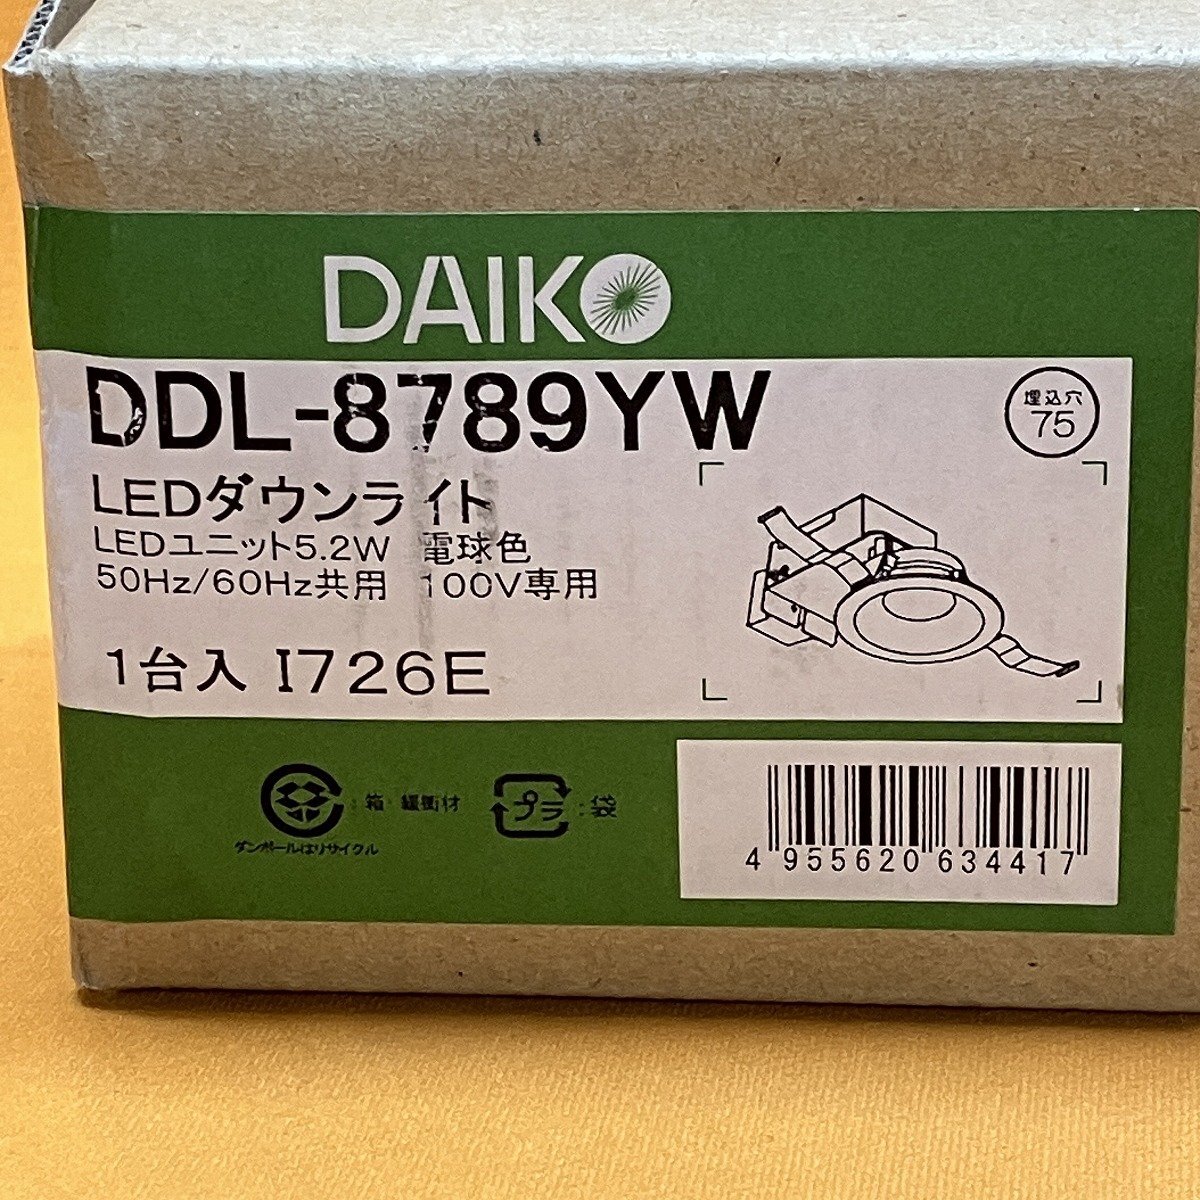 DAIKO
DDL-8789YW
埋込穴
75
LEDダウンライト
LEDユニット5.2W 電球色
50Hz/60Hz共用 100V専用
1台入 I726E
:箱 緩衝材
プラ :袋
ダンボールはリサイクル
4 955620 634417